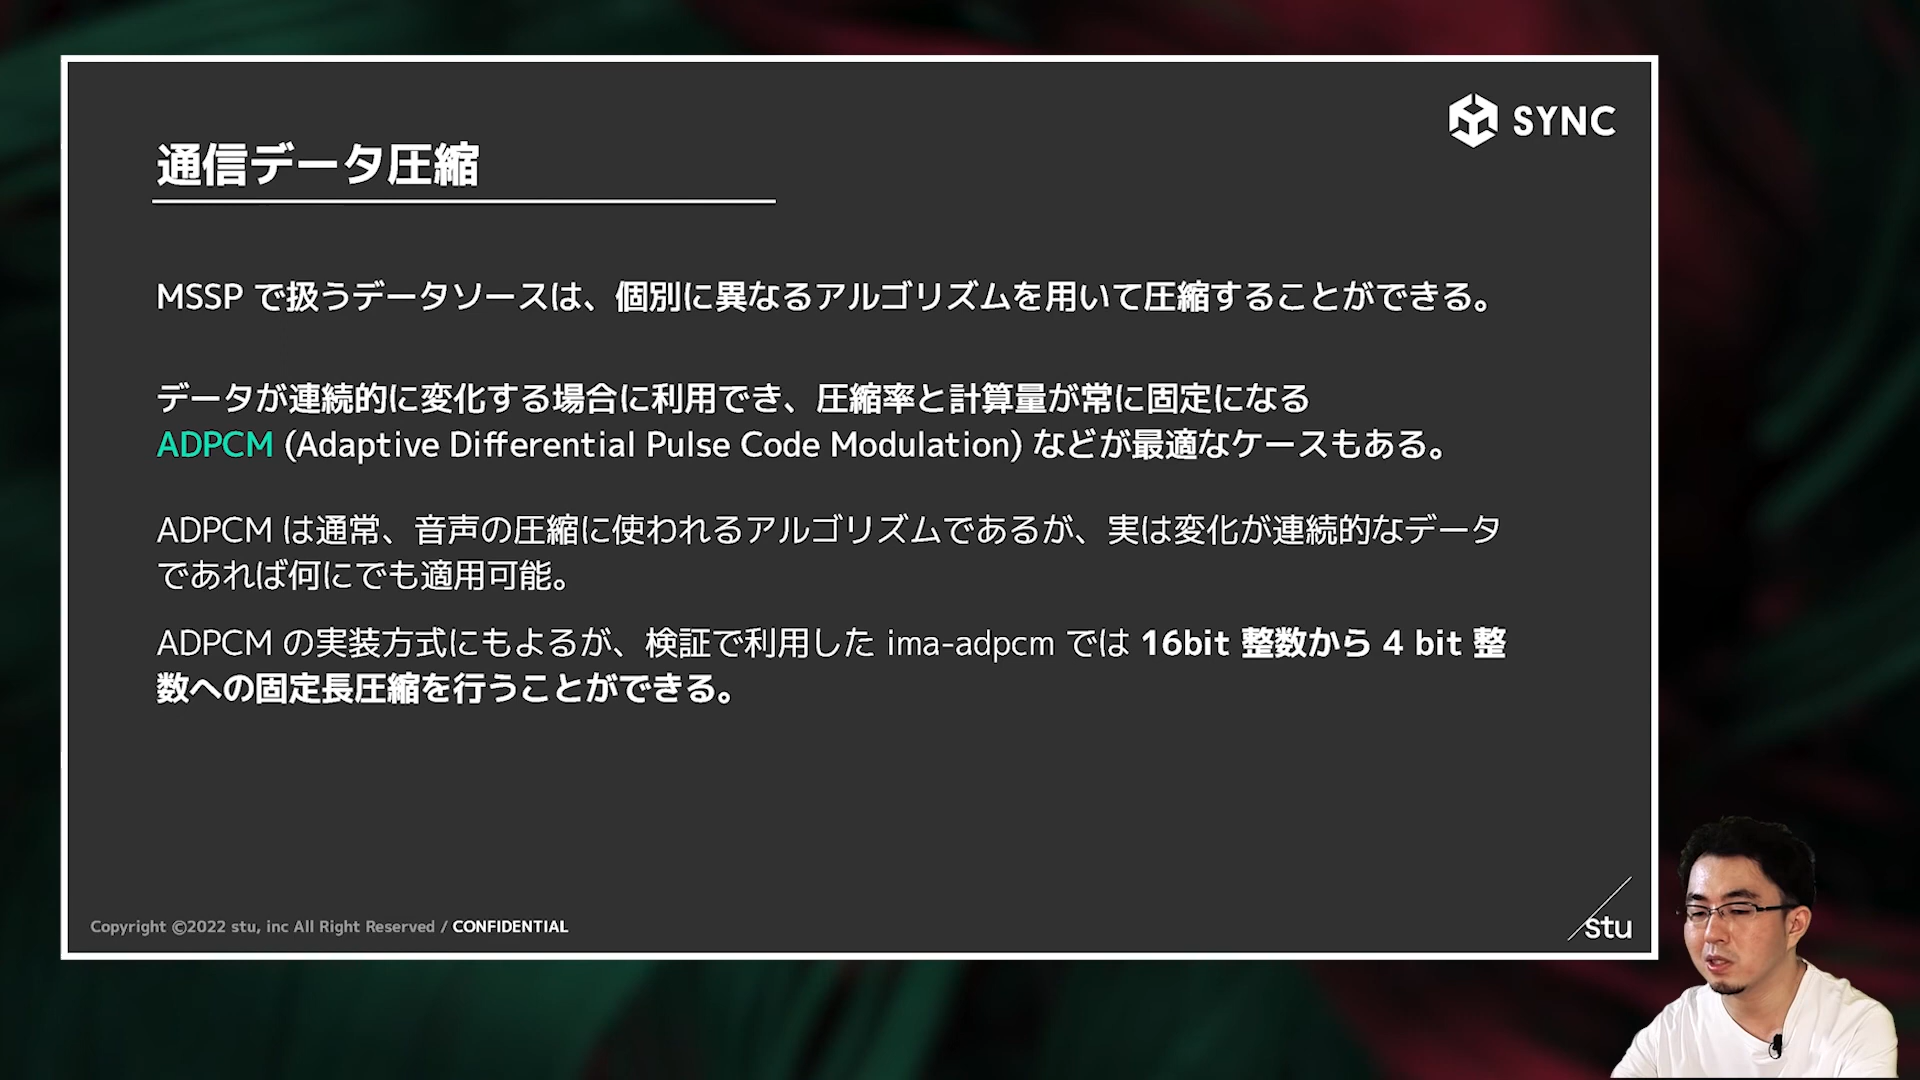 SYNC
通信データ圧縮
MSSP で扱うデータソースは、個別に異なるアルゴリズムを用いて圧縮することができる。
データが連続的に変化する場合に利用でき、圧縮率と計算量が常に固定になる
ADPCM (Adaptive Differential Pulse Code Modulation) などが最適なケースもある。
ADPCM は通常、音声の圧縮に使われるアルゴリズムであるが、実は変化が連続的なデータ
であれば何にでも適用可能。
ADPCM の実装方式にもよるが、検証で利用した ima-adpcm では 16bit 整数から 4 bit 整
数への固定長圧縮を行うことができる。
Copyright ©2022 stu, inc All Right Reserved / CONFIDENTIAL
stu